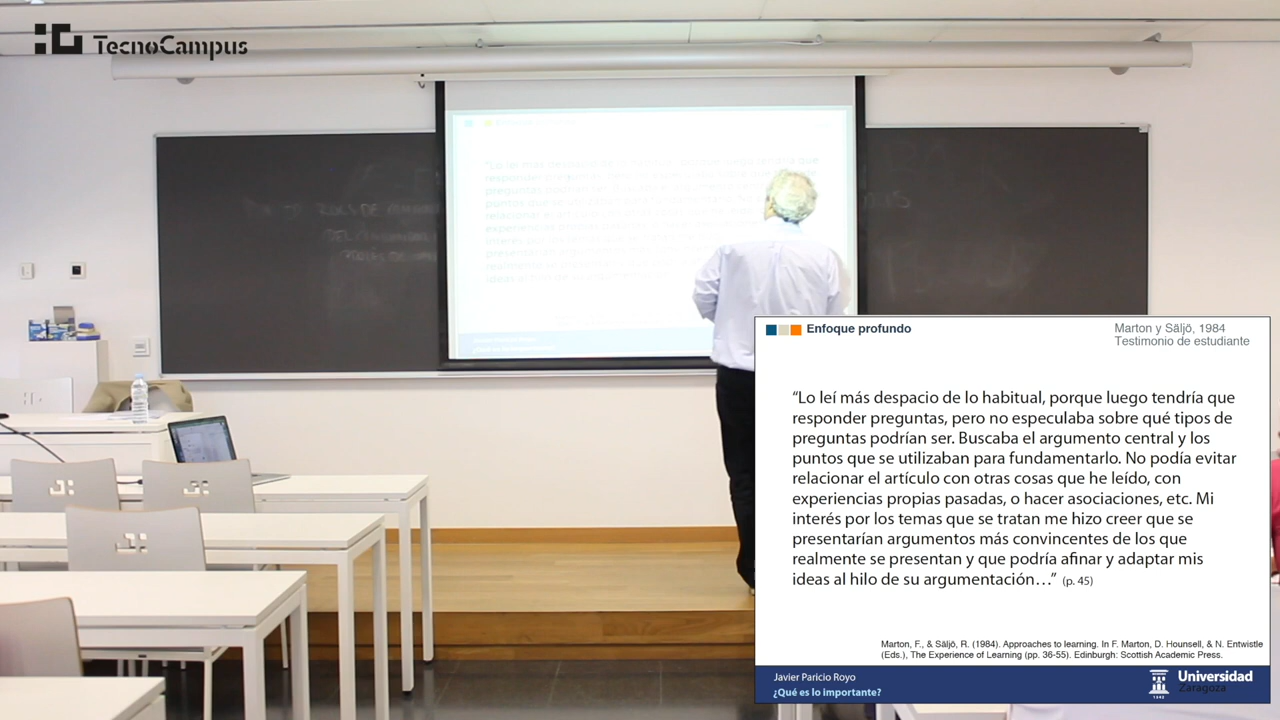 TecnoCampus
Enfoque profundo
Marton y Säljö, 1984
Testimonio de estudiante
“Lo leí más despacio de lo habitual, porque luego tendría que
responder preguntas, pero no especulaba sobre qué tipos de
preguntas podrían ser. Buscaba el argumento central y los
puntos que se utilizaban para fundamentarlo. No podía evitar
relacionar el artículo con otras cosas que he leído, con
experiencias propias pasadas, o hacer asociaciones, etc. Mi
interés por los temas que se tratan me hizo creer que se
presentarían argumentos más convincentes de los que
realmente se presentan y que podría afinar y adaptar mis
ideas al hilo de su argumentación…” (p. 45)
Marton, F., & Säljö, R. (1984). Approaches to learning. In F. Marton, D. Hounsell, & N. Entwistle
(Eds.), The Experience of Learning (pp. 36-55). Edinburgh: Scottish Academic Press.
Javier Paricio Royo
¿Qué es lo importante?
1542
Universidad
Zaragoza